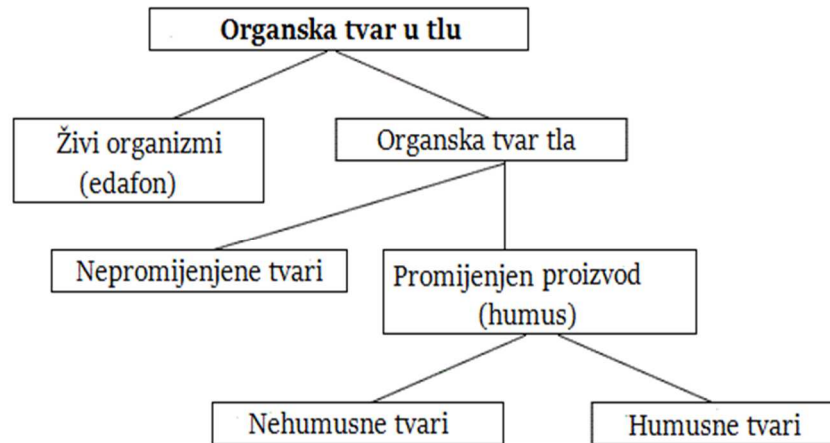 Organska tvar u tlu
Živi organizmi
(edafon)
Organska tvar tla
Nepromijenjene tvari
Promijenjen proizvod
(humus)
Nehumusne tvari
Humusne tvari